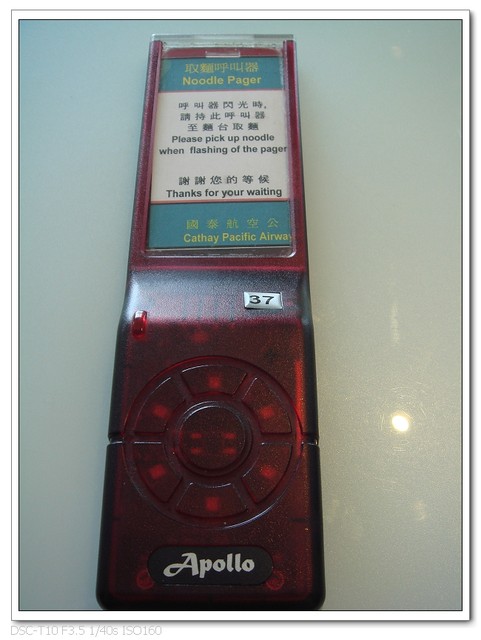 取麵呼叫器
Noodle Pager
呼叫器閃光時,
請持此呼叫器
至麵台取麵
Please pick up noodle
when flashing of the pager
謝謝您的等候
Thanks for your waiting
國泰航空公
Cathay Pacific Airway
37
Apollo
DSC-T10 F3.5 1/40s ISO160